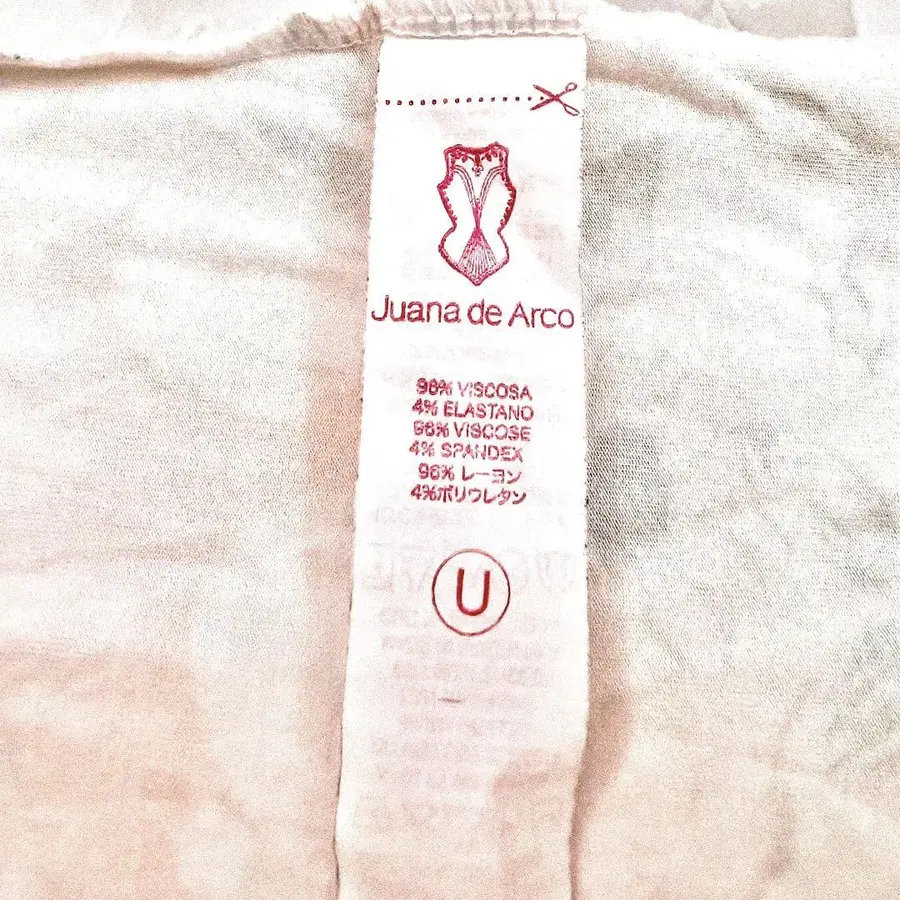 Juana de Arco
96% VISCOSA
4% ELASTANO
96% VISCOSE
4% SPANDEX
96% レーヨン
4%ポリウレタン
U